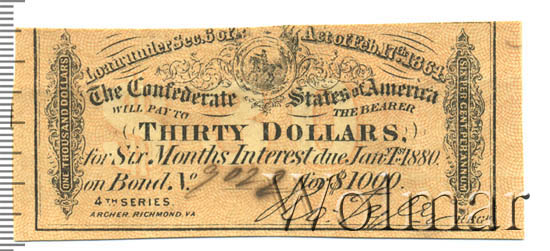 Loan under Sec. 6 of Act of Feb. 17th 1864
The Confederate States of America
WILL PAY TO THE BEARER
THIRTY DOLLARS,
for Six Months Interest due Jany. 1st 1880.
on Bond. No. 9028 for $1000.
4TH SERIES.
ARCHER, RICHMOND, VA
ONE THOUSAND DOLLARS
SIX PER CENT PER ANNUM
Wolmar